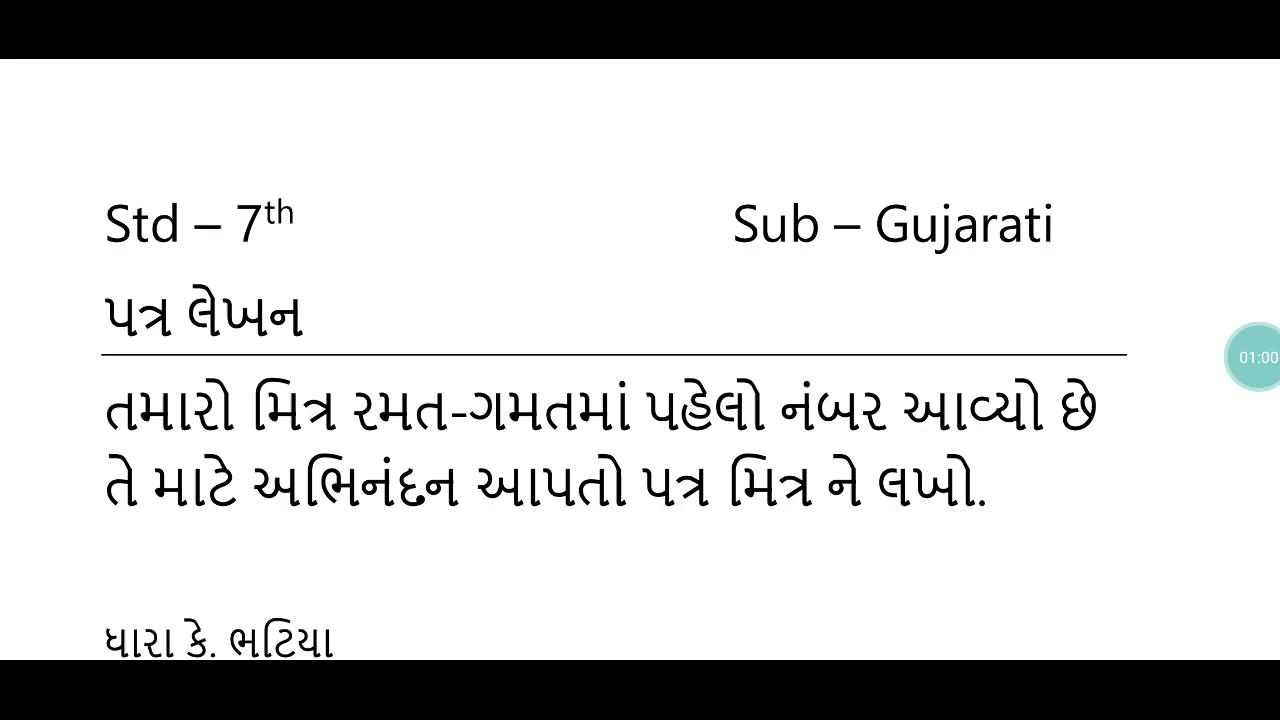 Std – 7th Sub – Gujarati
પત્ર લેખન
તમારો મિત્ર રમત-ગમતમાં પહેલો નંબર આવ્યો છે
તે માટે અભિનંદન આપતો પત્ર મિત્ર ને લખો.
01:00
ધારા કે. ભટિયા